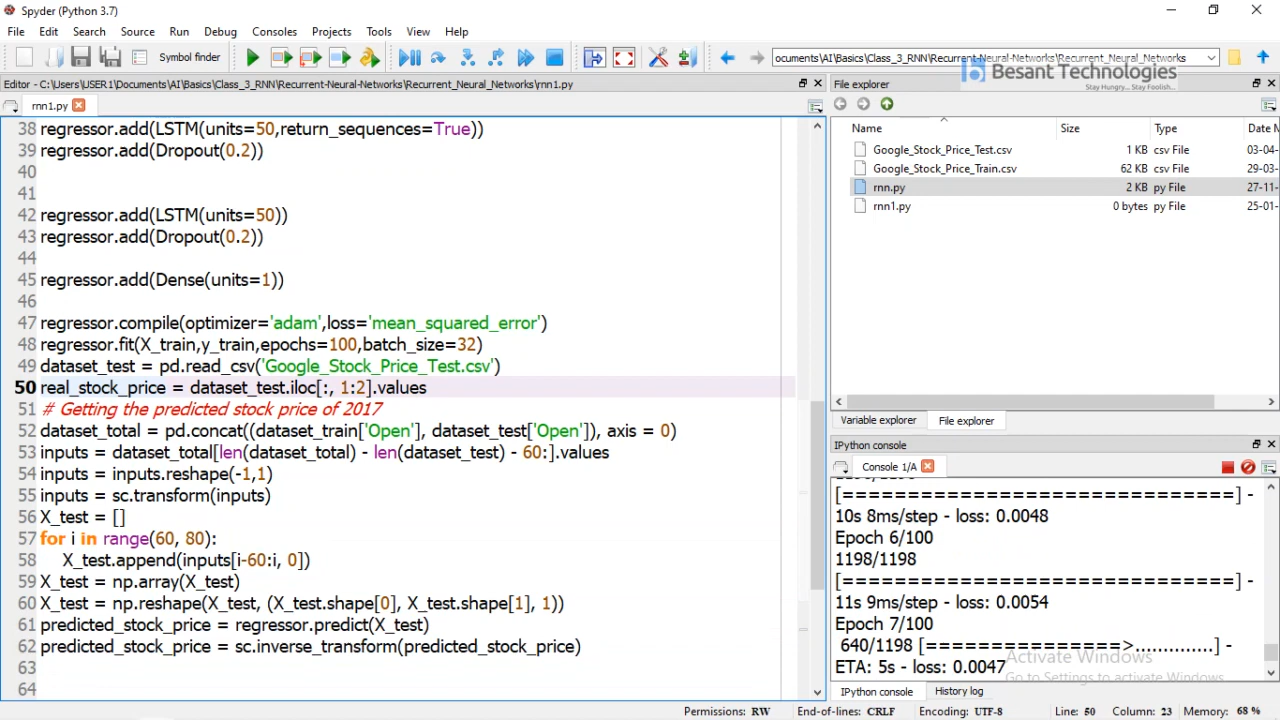 Spyder (Python 3.7)
File Edit Search Source Run Debug Consoles Projects Tools View Help
Symbol finder
ocuments\AI\Basics\Class_3_RNN\Recurrent-Neural-Networks\Recurrent_Neural_Networks
Besant Technologies
Stay Hungry... Stay Foolish...
Editor - C:\Users\USER1\Documents\AI\Basics\Class_3_RNN\Recurrent-Neural-Networks\Recurrent_Neural_Networks\rnn1.py
rnn1.py
38 regressor.add(LSTM(units=50,return_sequences=True))
39 regressor.add(Dropout(0.2))
40
41
42 regressor.add(LSTM(units=50))
43 regressor.add(Dropout(0.2))
44
45 regressor.add(Dense(units=1))
46
47 regressor.compile(optimizer='adam',loss='mean_squared_error')
48 regressor.fit(X_train,y_train,epochs=100,batch_size=32)
49 dataset_test = pd.read_csv('Google_Stock_Price_Test.csv')
50 real_stock_price = dataset_test.iloc[:, 1:2].values
51 # Getting the predicted stock price of 2017
52 dataset_total = pd.concat((dataset_train['Open'], dataset_test['Open']), axis = 0)
53 inputs = dataset_total[len(dataset_total) - len(dataset_test) - 60:].values
54 inputs = inputs.reshape(-1,1)
55 inputs = sc.transform(inputs)
56 X_test = []
57 for i in range(60, 80):
58 X_test.append(inputs[i-60:i, 0])
59 X_test = np.array(X_test)
60 X_test = np.reshape(X_test, (X_test.shape[0], X_test.shape[1], 1))
61 predicted_stock_price = regressor.predict(X_test)
62 predicted_stock_price = sc.inverse_transform(predicted_stock_price)
63
64
File explorer
Name Size Type Date M
Google_Stock_Price_Test.csv 1 KB csv File 03-04-
Google_Stock_Price_Train.csv 62 KB csv File 29-03-
rnn.py 2 KB py File 27-11-
rnn1.py 0 bytes py File 25-01-
Variable explorer File explorer
IPython console
Console 1/A
1198/1198
[==============================] -
10s 8ms/step - loss: 0.0048
Epoch 6/100
1198/1198
[==============================] -
11s 9ms/step - loss: 0.0054
Epoch 7/100
640/1198 [===============>..............] -
ETA: 5s - loss: 0.0047
Activate Windows
Go to Settings to activate Windows.
IPython console History log
Permissions: RW End-of-lines: CRLF Encoding: UTF-8 Line: 50 Column: 23 Memory: 68 %